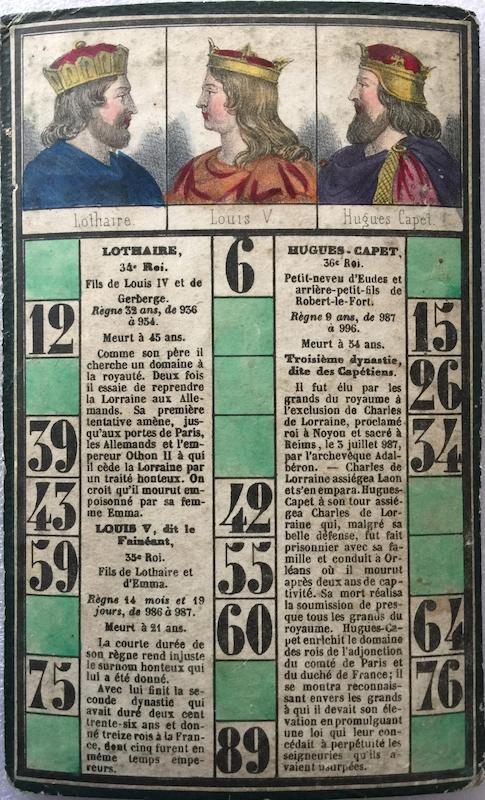 Lothaire.
Louis V.
Hugues Capet.
12
39
43
59
75
LOTHAIRE,
34e Roi.
Fils de Louis IV et de
Gerberge.
Règne 32 ans, de 936
à 954.
Meurt à 45 ans.
Comme son père il
cherche un domaine à
la royauté. Deux fois
il essaie de reprendre
la Lorraine aux Alle-
mands. Sa première
tentative amène, jus-
qu'aux portes de Paris,
les Allemands et l'em-
pereur Othon II à qui
il cède la Lorraine par
un traité honteux. On
croit qu'il mourut em-
poisonné par sa fem-
me Emma.
LOUIS V, dit le
Fainéant,
35e Roi.
Fils de Lothaire et
d'Emma.
Règne 14 mois et 19
jours, de 986 à 987.
Meurt à 21 ans.
La courte durée de
son règne rend injuste
le surnom honteux qui
lui a été donné.
Avec lui finit la se-
conde dynastie qui
avait duré deux cent
trente-six ans et don-
né treize rois à la Fran-
ce, dont cinq furent en
même temps empe-
reurs.
6
42
55
60
89
HUGUES-CAPET,
36e Roi.
Petit-neveu d'Eudes et
arrière-petit-fils de
Robert-le-Fort.
Règne 9 ans, de 987
à 996.
Meurt à 54 ans.
Troisième dynastie,
dite des Capétiens.
Il fut élu par les
grands du royaume à
l'exclusion de Charles
de Lorraine, proclamé
roi à Noyon et sacré à
Reims, le 3 juillet 987,
par l'archevêque Adal-
béron. — Charles de
Lorraine assiégea Laon
et s'en empara. Hugues-
Capet à son tour assié-
gea Charles de Lor-
raine qui, malgré sa
belle défense, fut fait
prisonnier avec sa fa-
mille et conduit à Or-
léans où il mourut
après deux ans de cap-
tivité. Sa mort réalisa
la soumission de pres-
que tous les grands du
royaume. Hugues-Ca-
pet enrichit le domaine
des rois de l'adjonction
du comté de Paris et
du duché de France; il
se montra reconnais-
sant envers les grands
à qui il devait son élé-
vation en promulguant
une loi qui leur con-
cédait à perpétuité les
seigneuries qu'ils a-
vaient usurpées.
15
26
34
64
76